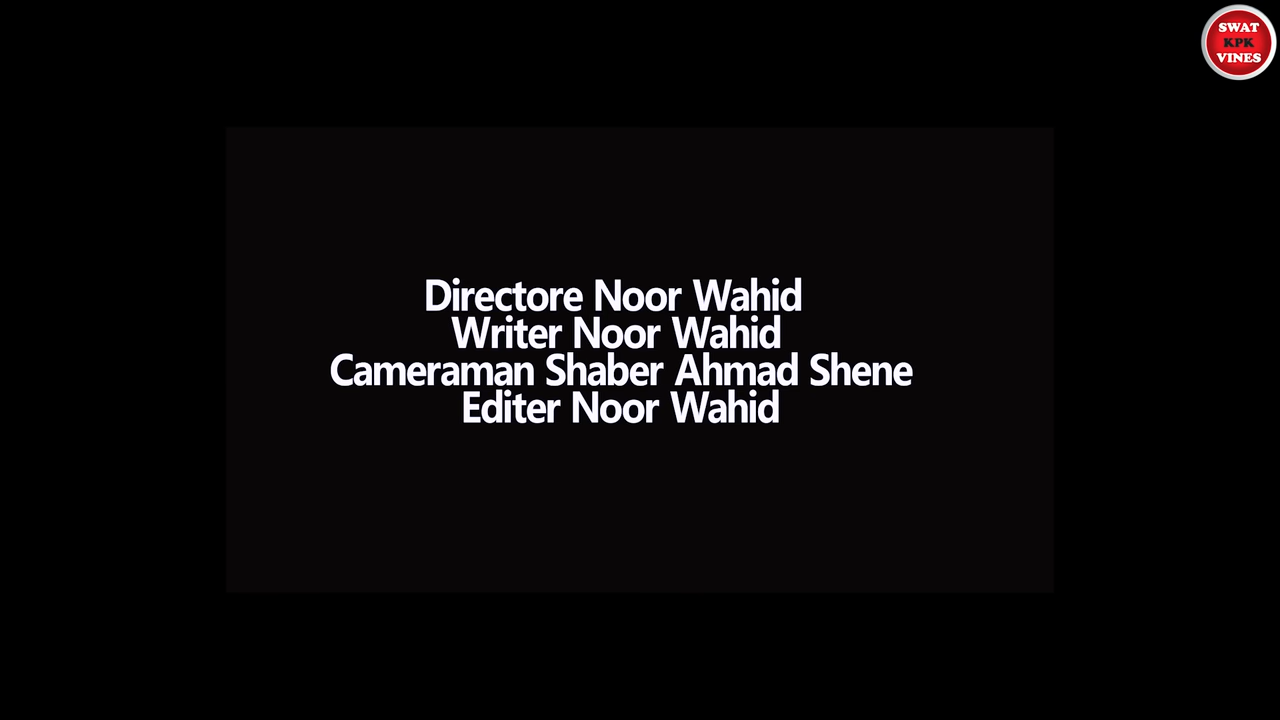 SWAT
KPK
VINES
Directore Noor Wahid
Writer Noor Wahid
Cameraman Shaber Ahmad Shene
Editer Noor Wahid